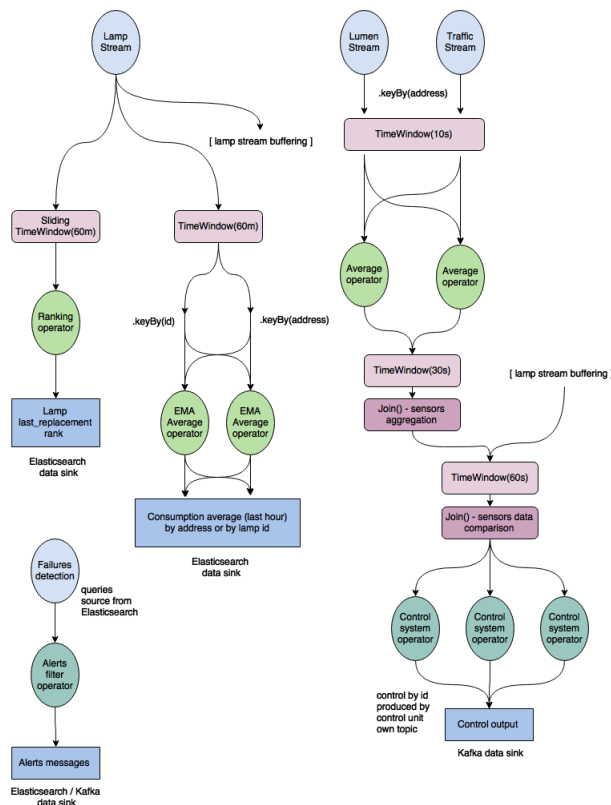 Lamp
Stream
Lumen
Stream
Traffic
Stream
.keyBy(address)
[ lamp stream buffering ]
TimeWindow(10s)
Sliding
TimeWindow(60m)
TimeWindow(60m)
Average
operator
Average
operator
Ranking
operator
.keyBy(id)
.keyBy(address)
TimeWindow(30s)
[ lamp stream buffering ]
Join() - sensors
aggregation
Lamp
last_replacement
rank
EMA
Average
operator
EMA
Average
operator
Elasticsearch
data sink
TimeWindow(60s)
Consumption average (last hour)
by address or by lamp id
Join() - sensors data
comparison
Elasticsearch
data sink
Failures
detection
queries
source from
Elasticsearch
Control
system
operator
Control
system
operator
Control
system
operator
Alerts
filter
operator
control by id
produced by
control unit
own topic
Control output
Kafka data sink
Alerts messages
Elasticsearch / Kafka
data sink